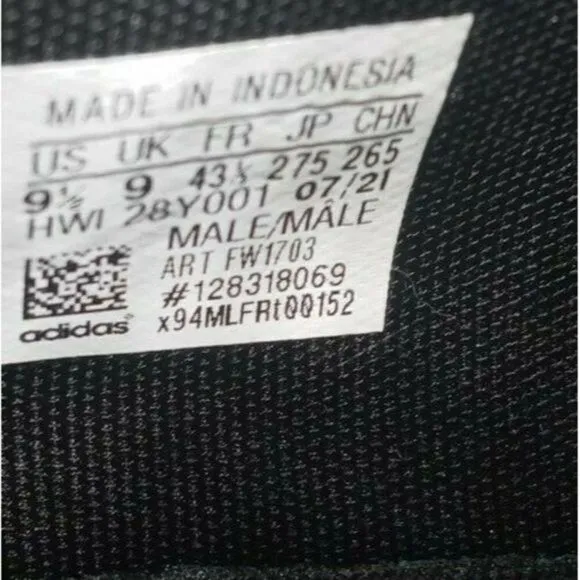 MADE IN INDONESIA
US UK FR JP CHN
9½ 9 43⅓ 275 265
HWI 28Y001 07/21
MALE/MÂLE
ART FW1703
#128318069
x94MLFRt00152
adidas